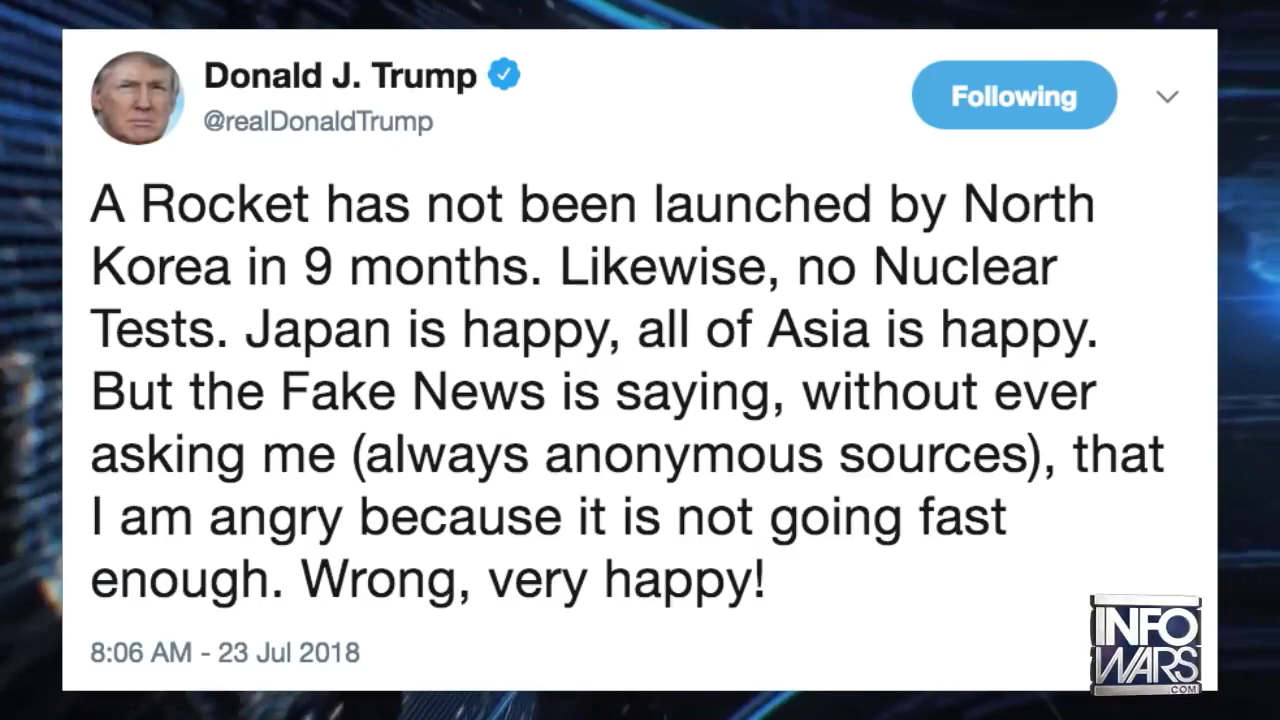 Donald J. Trump
@realDonaldTrump
Following
A Rocket has not been launched by North
Korea in 9 months. Likewise, no Nuclear
Tests. Japan is happy, all of Asia is happy.
But the Fake News is saying, without ever
asking me (always anonymous sources), that
I am angry because it is not going fast
enough. Wrong, very happy!
8:06 AM - 23 Jul 2018
INFO
WARS
.COM